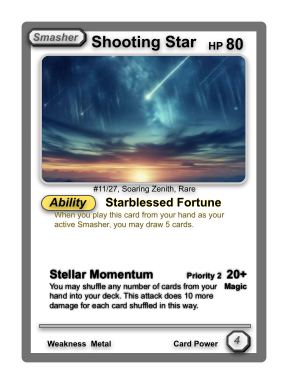 Smasher Shooting Star HP 80
#11/27, Soaring Zenith, Rare
Ability Starblessed Fortune
When you play this card from your hand as your
active Smasher, you may draw 5 cards.
Stellar Momentum Priority 2 20+
You may shuffle any number of cards from your Magic
hand into your deck. This attack does 10 more
damage for each card shuffled in this way.
Weakness Metal Card Power 4